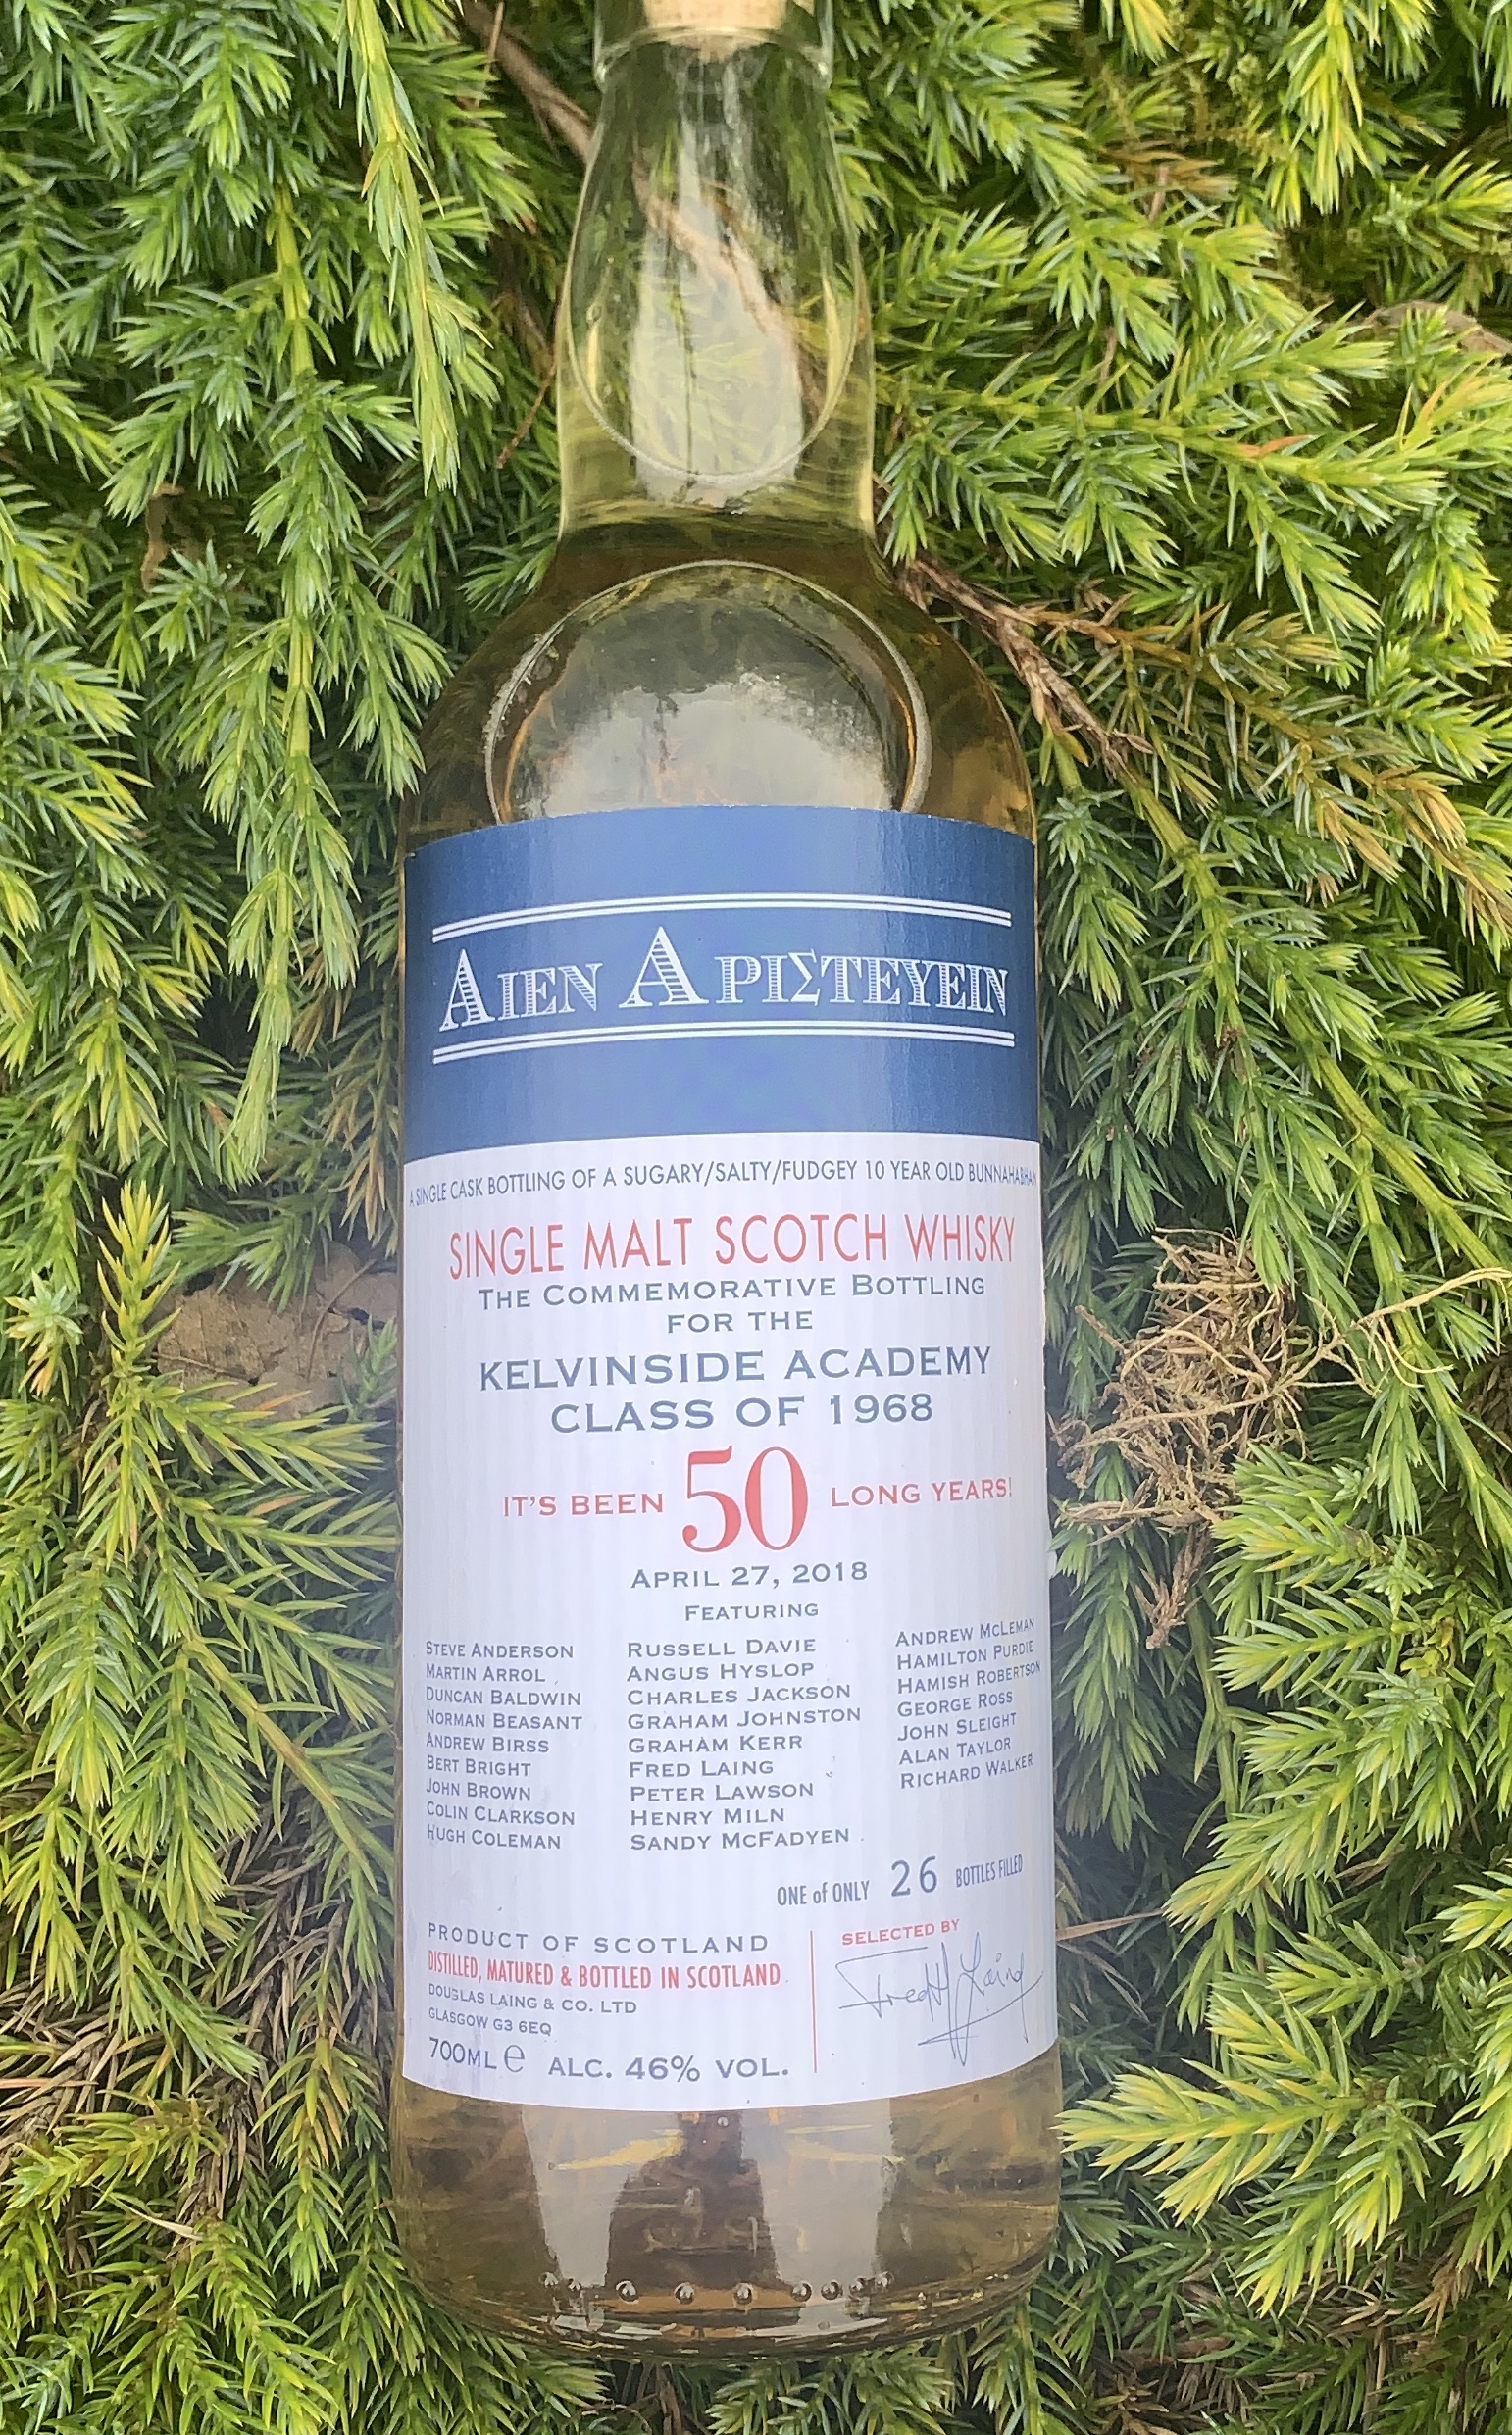 ΑΙΕΝ ΑΡΙΣΤΕΥΕΙΝ
A SINGLE CASK BOTTLING OF A SUGARY/SALTY/FUDGEY 10 YEAR OLD BUNNAHABHAIN
SINGLE MALT SCOTCH WHISKY
THE COMMEMORATIVE BOTTLING
FOR THE
KELVINSIDE ACADEMY
CLASS OF 1968
IT'S BEEN 50 LONG YEARS!
APRIL 27, 2018
FEATURING
STEVE ANDERSON
MARTIN ARROL
DUNCAN BALDWIN
NORMAN BEASANT
ANDREW BIRSS
BERT BRIGHT
JOHN BROWN
COLIN CLARKSON
HUGH COLEMAN
RUSSELL DAVIE
ANGUS HYSLOP
CHARLES JACKSON
GRAHAM JOHNSTON
GRAHAM KERR
FRED LAING
PETER LAWSON
HENRY MILN
SANDY MCFADYEN
ANDREW MCLEMAN
HAMILTON PURDIE
HAMISH ROBERTSON
GEORGE ROSS
JOHN SLEIGHT
ALAN TAYLOR
RICHARD WALKER
ONE of ONLY 26 BOTTLES FILLED
PRODUCT OF SCOTLAND
DISTILLED, MATURED & BOTTLED IN SCOTLAND
DOUGLAS LAING & CO. LTD
GLASGOW G3 6EQ
700ML e ALC. 46% VOL.
SELECTED BY
Fred H Laing